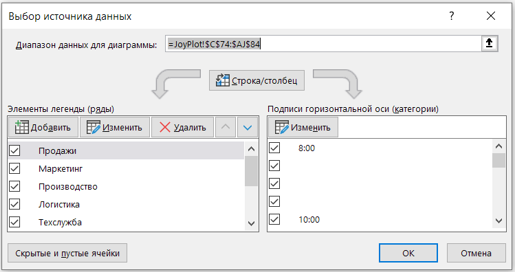 Выбор источника данных
? ×
Диапазон данных для диаграммы: =JoyPlot!$C$74:$AJ$84
Строка/столбец
Элементы легенды (ряды)
Добавить Изменить Удалить
Продажи
Маркетинг
Производство
Логистика
Техслужба
Подписи горизонтальной оси (категории)
Изменить
8:00
10:00
Скрытые и пустые ячейки
ОК Отмена